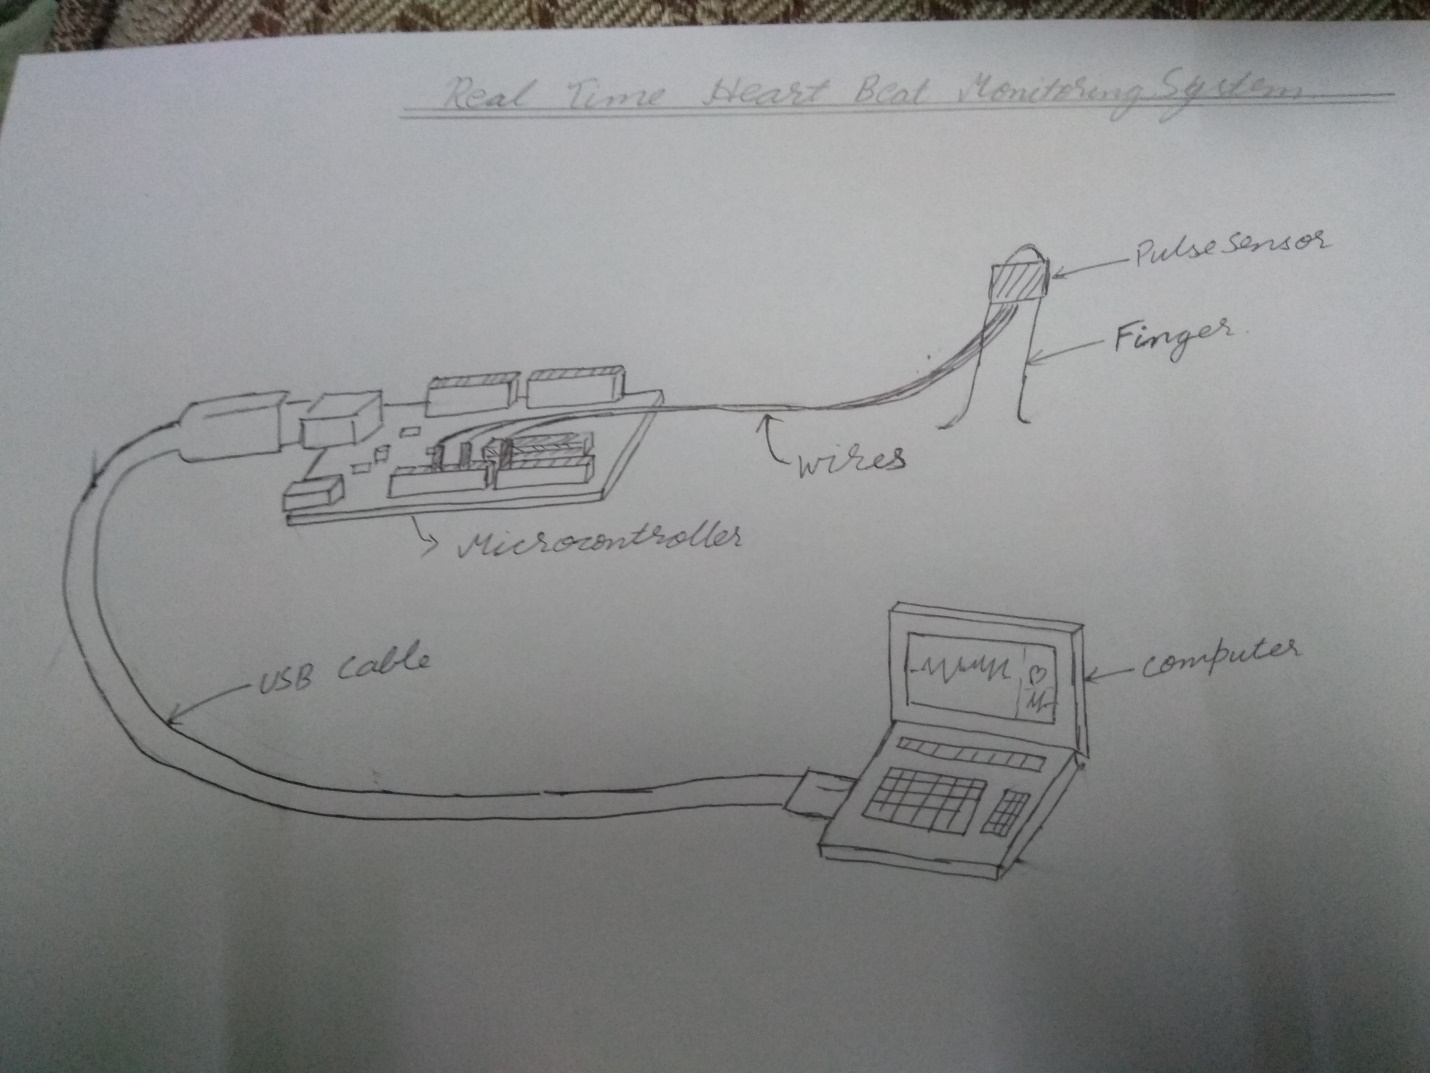 Real Time Heart Beat Monitoring System
Pulse Sensor
Finger
wires
Microcontroller
USB Cable
Computer